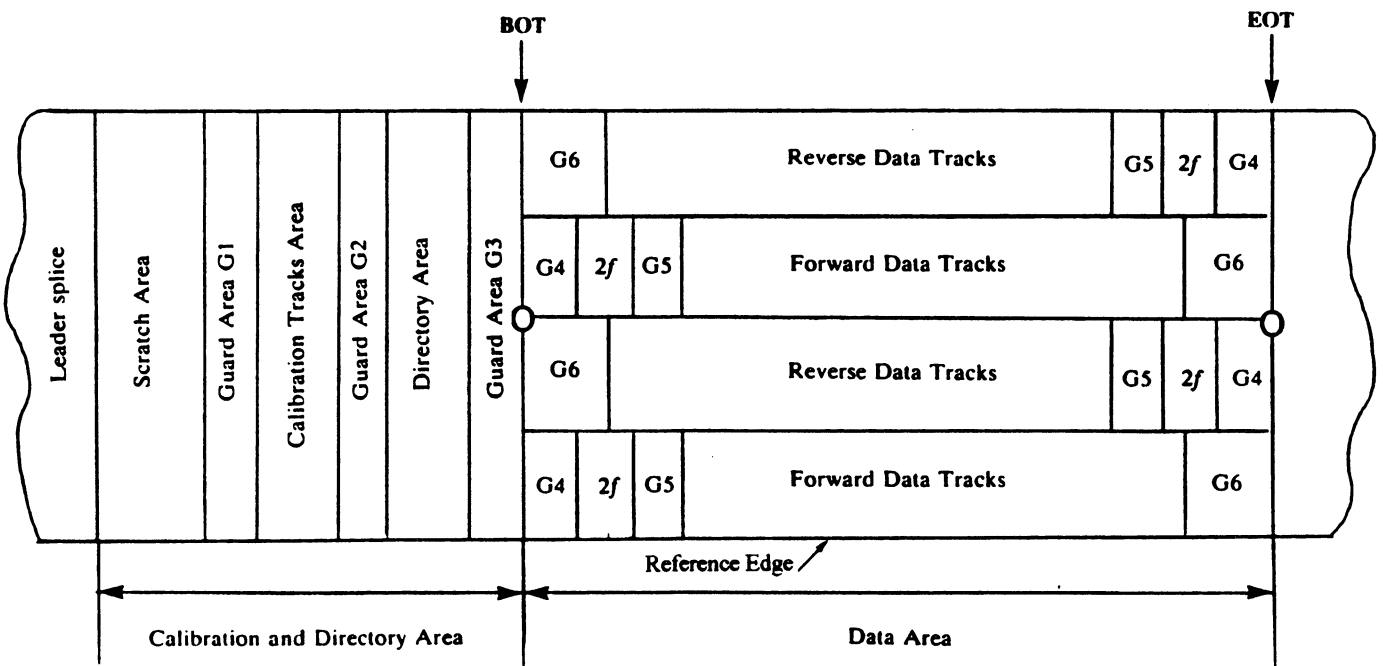 BOT
EOT
Leader splice
Scratch Area
Guard Area G1
Calibration Tracks Area
Guard Area G2
Directory Area
Guard Area G3
G6
Reverse Data Tracks
G5
2f
G4
G4
2f
G5
Forward Data Tracks
G6
G6
Reverse Data Tracks
G5
2f
G4
G4
2f
G5
Forward Data Tracks
G6
Reference Edge
Calibration and Directory Area
Data Area